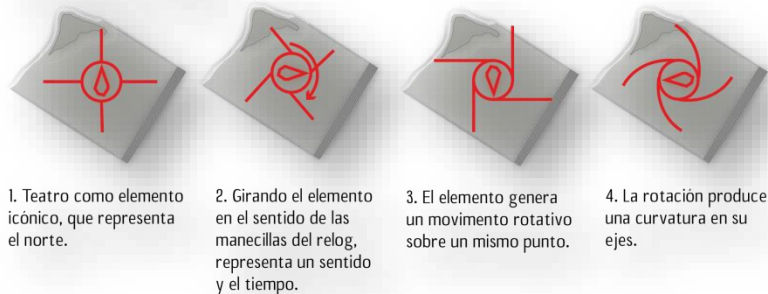 1. Teatro como elemento
icónico, que representa
el norte.
2. Girando el elemento
en el sentido de las
manecillas del relog,
representa un sentido
y el tiempo.
3. El elemento genera
un movimiento rotativo
sobre un mismo punto.
4. La rotación produce
una curvatura en su
ejes.